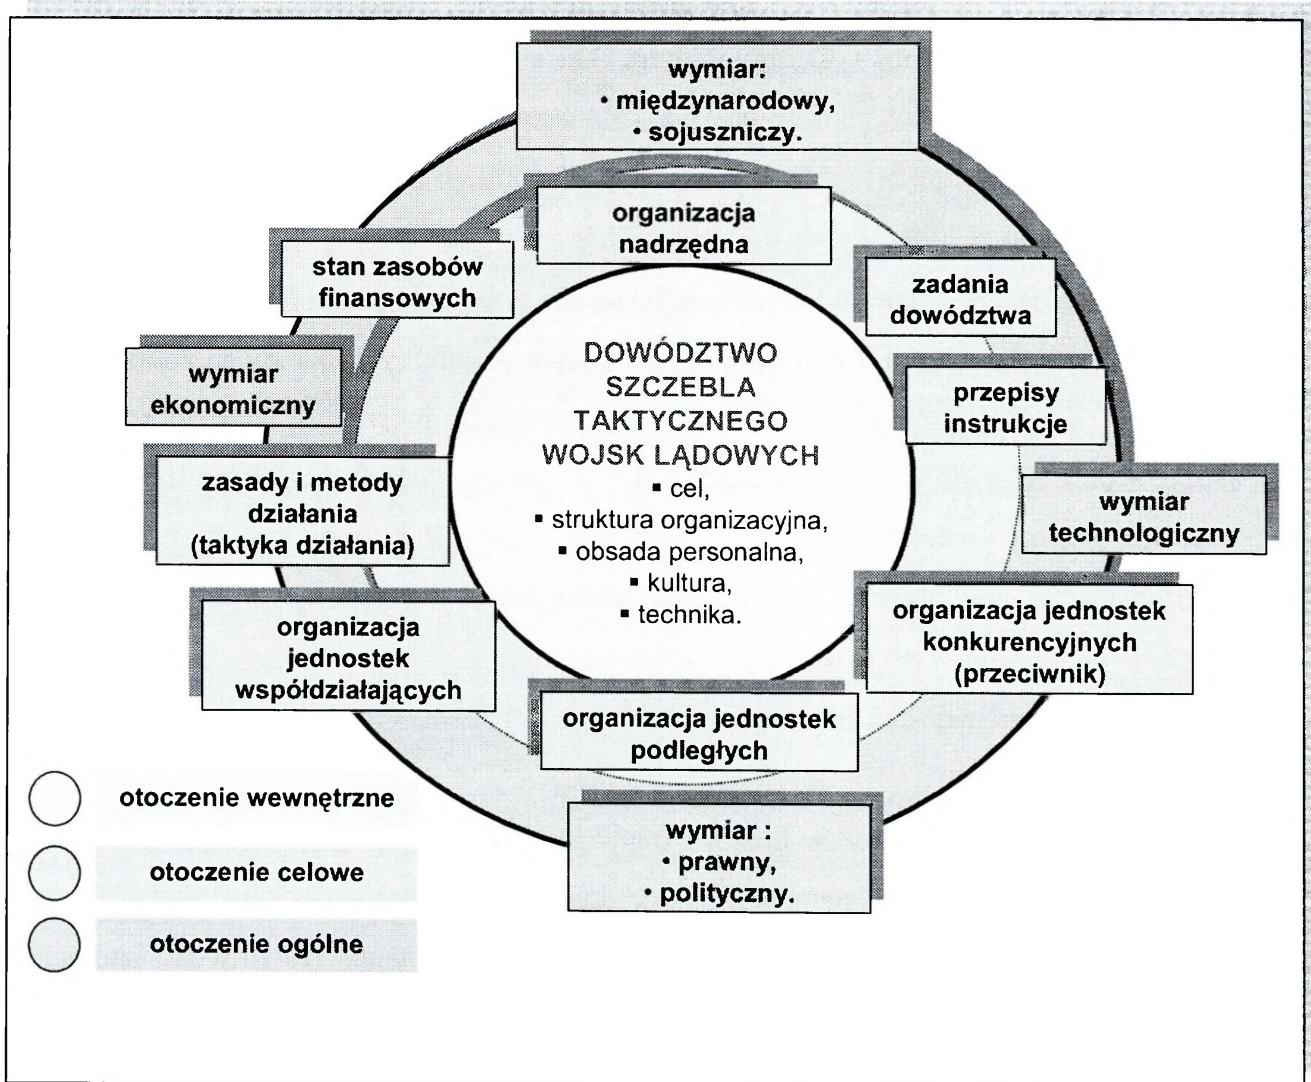 wymiar:
• międzynarodowy,
• sojuszniczy.
organizacja
nadrzędna
stan zasobów
finansowych
zadania
dowództwa
wymiar
ekonomiczny
przepisy
instrukcje
DOWÓDZTWO
SZCZEBLA
TAKTYCZNEGO
WOJSK LĄDOWYCH
▪ cel,
▪ struktura organizacyjna,
▪ obsada personalna,
▪ kultura,
▪ technika.
zasady i metody
działania
(taktyka działania)
wymiar
technologiczny
organizacja
jednostek
współdziałających
organizacja jednostek
konkurencyjnych
(przeciwnik)
organizacja jednostek
podległych
wymiar :
• prawny,
• polityczny.
otoczenie wewnętrzne
otoczenie celowe
otoczenie ogólne